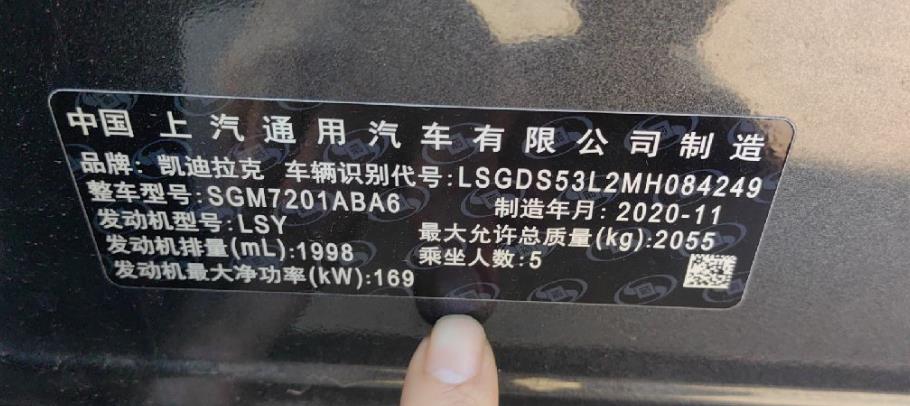 中国 上汽通用汽车有限公司制造
品牌: 凯迪拉克 车辆识别代号:LSGDS53L2MH084249
整车型号:SGM7201ABA6 制造年月: 2020-11
发动机型号:LSY 最大允许总质量(kg):2055
发动机排量(mL):1998 乘坐人数:5
发动机最大净功率(kW):169